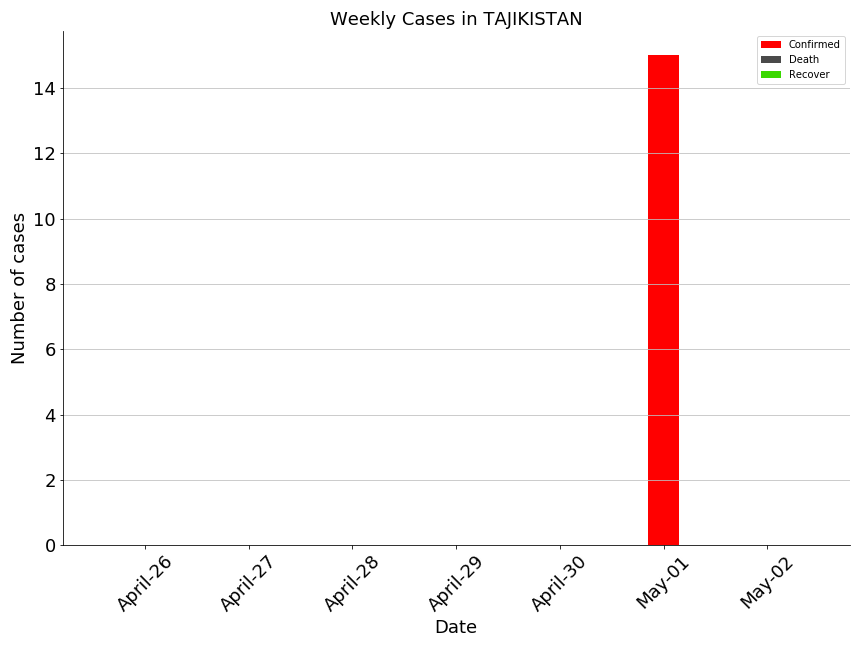 Weekly Cases in TAJIKISTAN
Confirmed
Death
Recover
Number of cases
14
12
10
8
6
4
2
0
April-26
April-27
April-28
April-29
April-30
May-01
May-02
Date